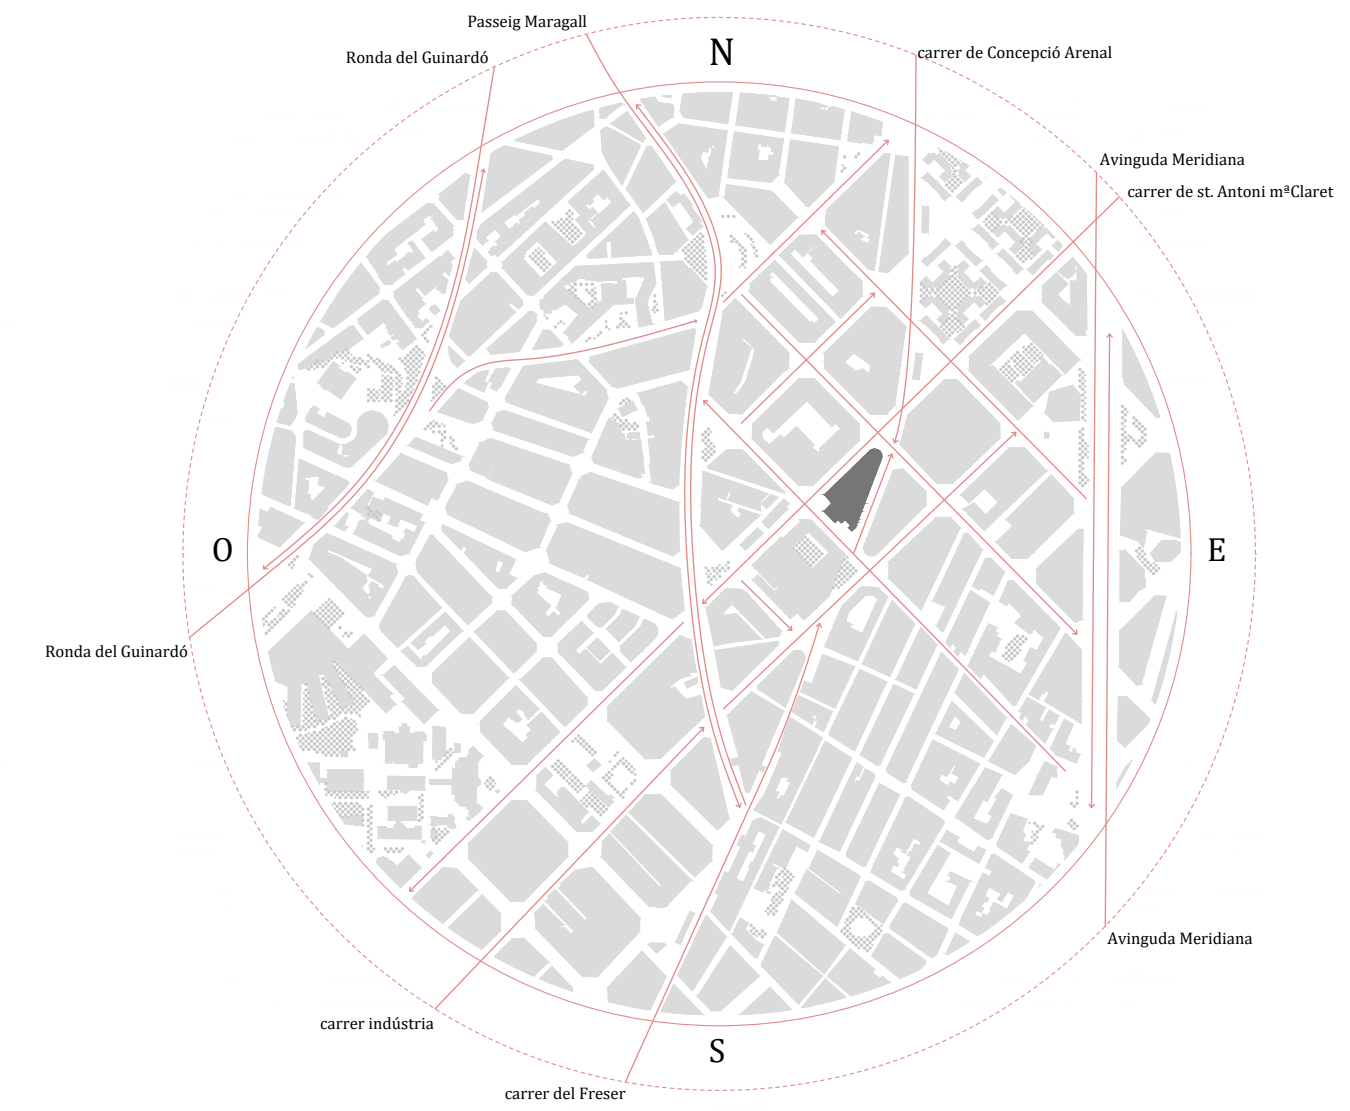 Passeig Maragall
Ronda del Guinardó
N
carrer de Concepció Arenal
Avinguda Meridiana
carrer de st. Antoni mªClaret
O
E
Ronda del Guinardó
Avinguda Meridiana
carrer indústria
S
carrer del Freser